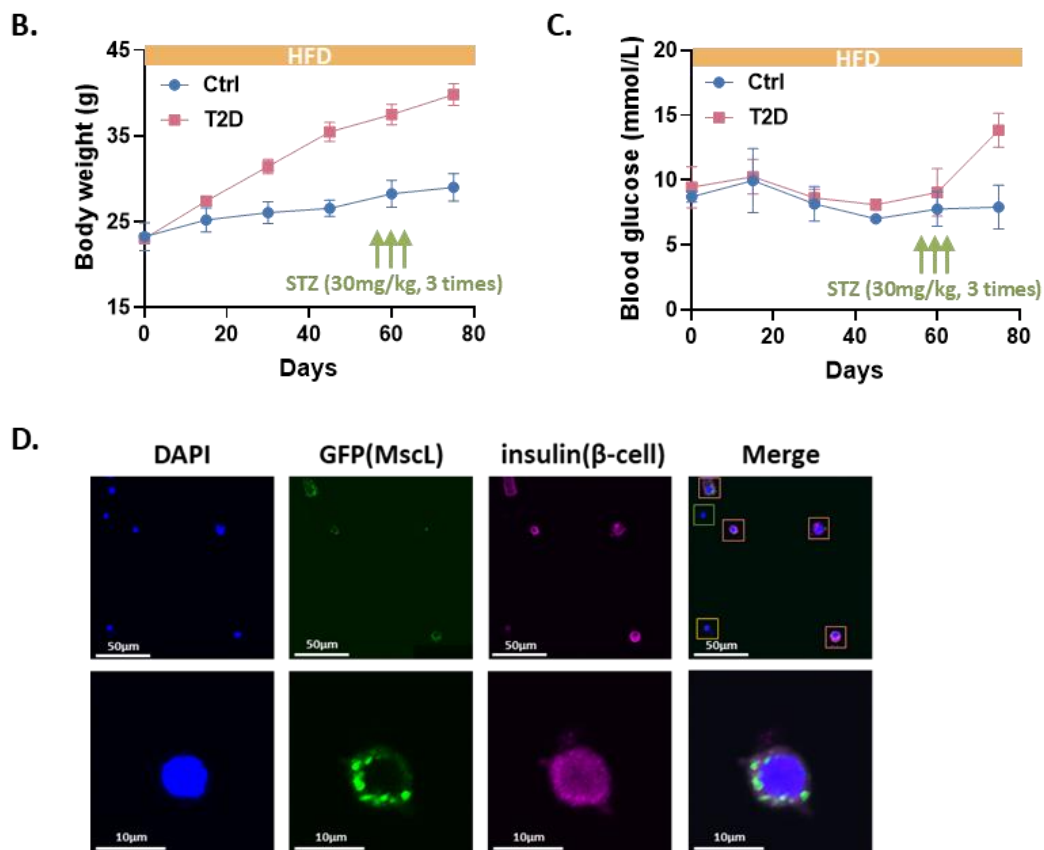 B.
45
HFD
Ctrl
T2D
35
25
15
STZ (30mg/kg, 3 times)
0
20
40
60
80
Body weight (g)
Days
C.
20
HFD
Ctrl
T2D
15
10
5
0
STZ (30mg/kg, 3 times)
0
20
40
60
80
Blood glucose (mmol/L)
Days
D.
DAPI
GFP(MscL)
insulin(β-cell)
Merge
50μm
50μm
50μm
50μm
10μm
10μm
10μm
10μm